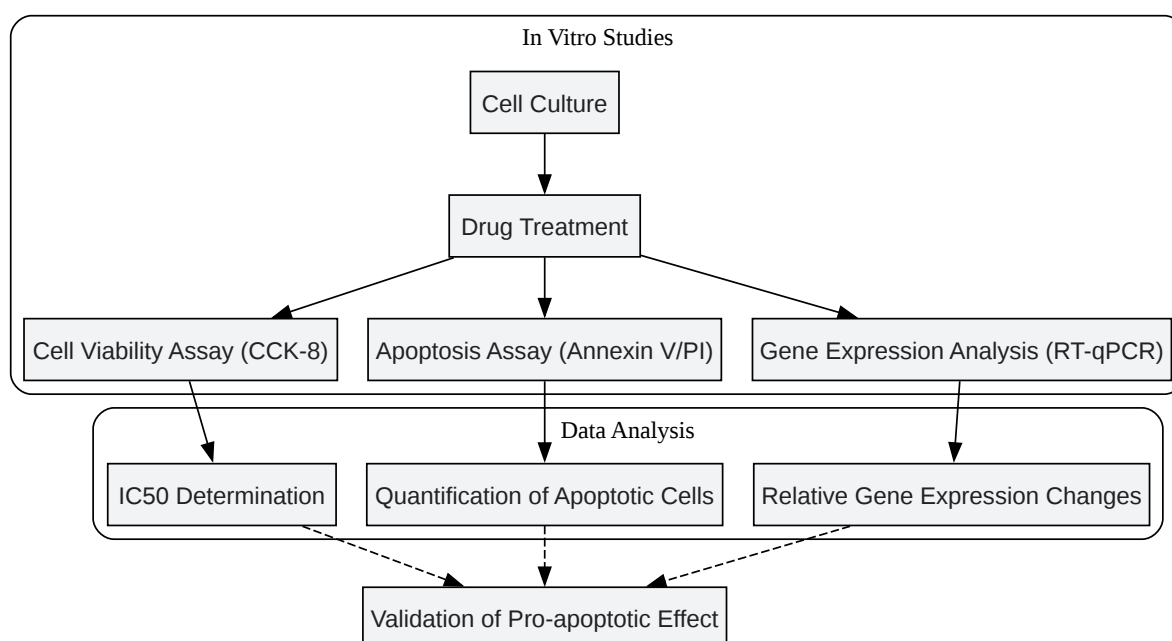 In Vitro Studies
Cell Culture
Drug Treatment
Cell Viability Assay (CCK-8)
Apoptosis Assay (Annexin V/PI)
Gene Expression Analysis (RT-qPCR)
Data Analysis
IC50 Determination
Quantification of Apoptotic Cells
Relative Gene Expression Changes
Validation of Pro-apoptotic Effect